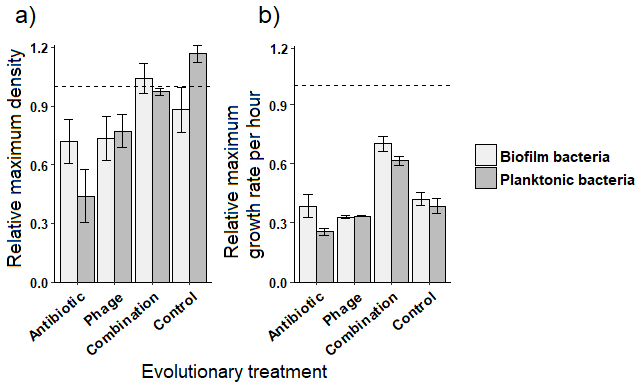 a)
b)
Relative maximum density
1.2
0.9
0.6
0.3
0.0
Antibiotic
Phage
Combination
Control
Relative maximum
growth rate per hour
1.2
0.9
0.6
0.3
0.0
Antibiotic
Phage
Combination
Control
Biofilm bacteria
Planktonic bacteria
Evolutionary treatment